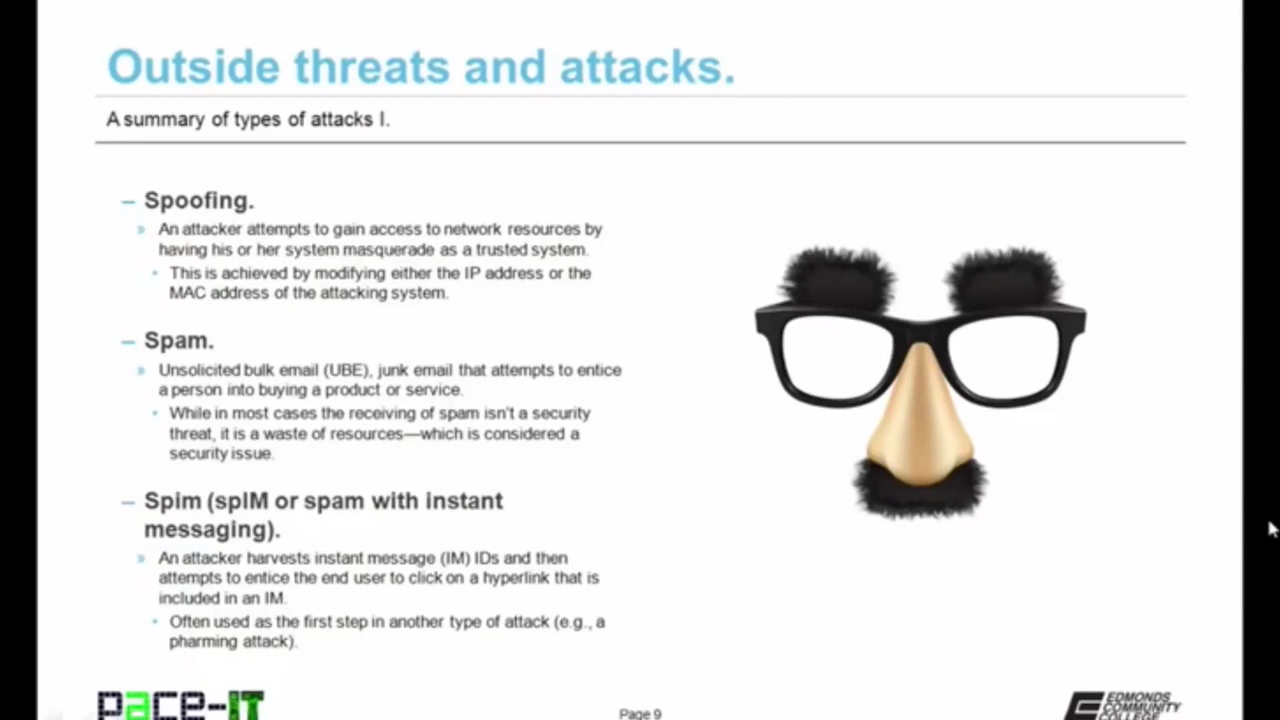 Outside threats and attacks.
A summary of types of attacks I.
– Spoofing.
» An attacker attempts to gain access to network resources by
having his or her system masquerade as a trusted system.
• This is achieved by modifying either the IP address or the
MAC address of the attacking system.
– Spam.
» Unsolicited bulk email (UBE), junk email that attempts to entice
a person into buying a product or service.
• While in most cases the receiving of spam isn't a security
threat, it is a waste of resources—which is considered a
security issue.
– Spim (spIM or spam with instant
messaging).
» An attacker harvests instant message (IM) IDs and then
attempts to entice the end user to click on a hyperlink that is
included in an IM.
• Often used as the first step in another type of attack (e.g., a
pharming attack).
pace-IT
Page 9
EDMONDS
COMMUNITY
COLLEGE